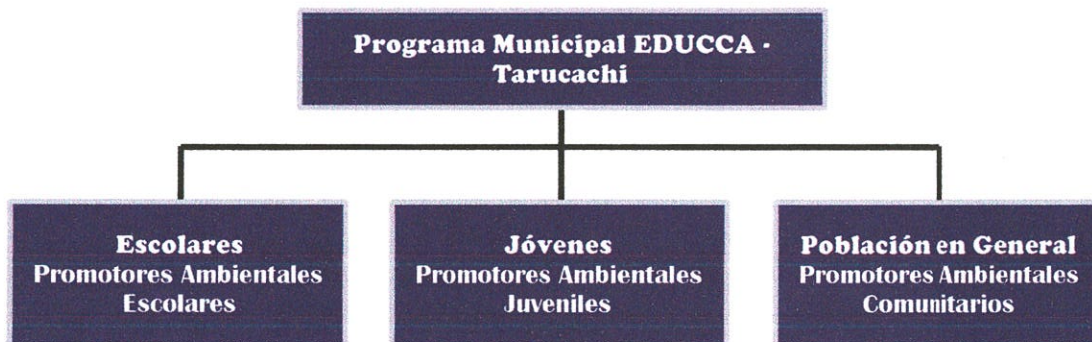 Programa Municipal EDUCCA -
Tarucachi
Escolares
Promotores Ambientales
Escolares
Jóvenes
Promotores Ambientales
Juveniles
Población en General
Promotores Ambientales
Comunitarios